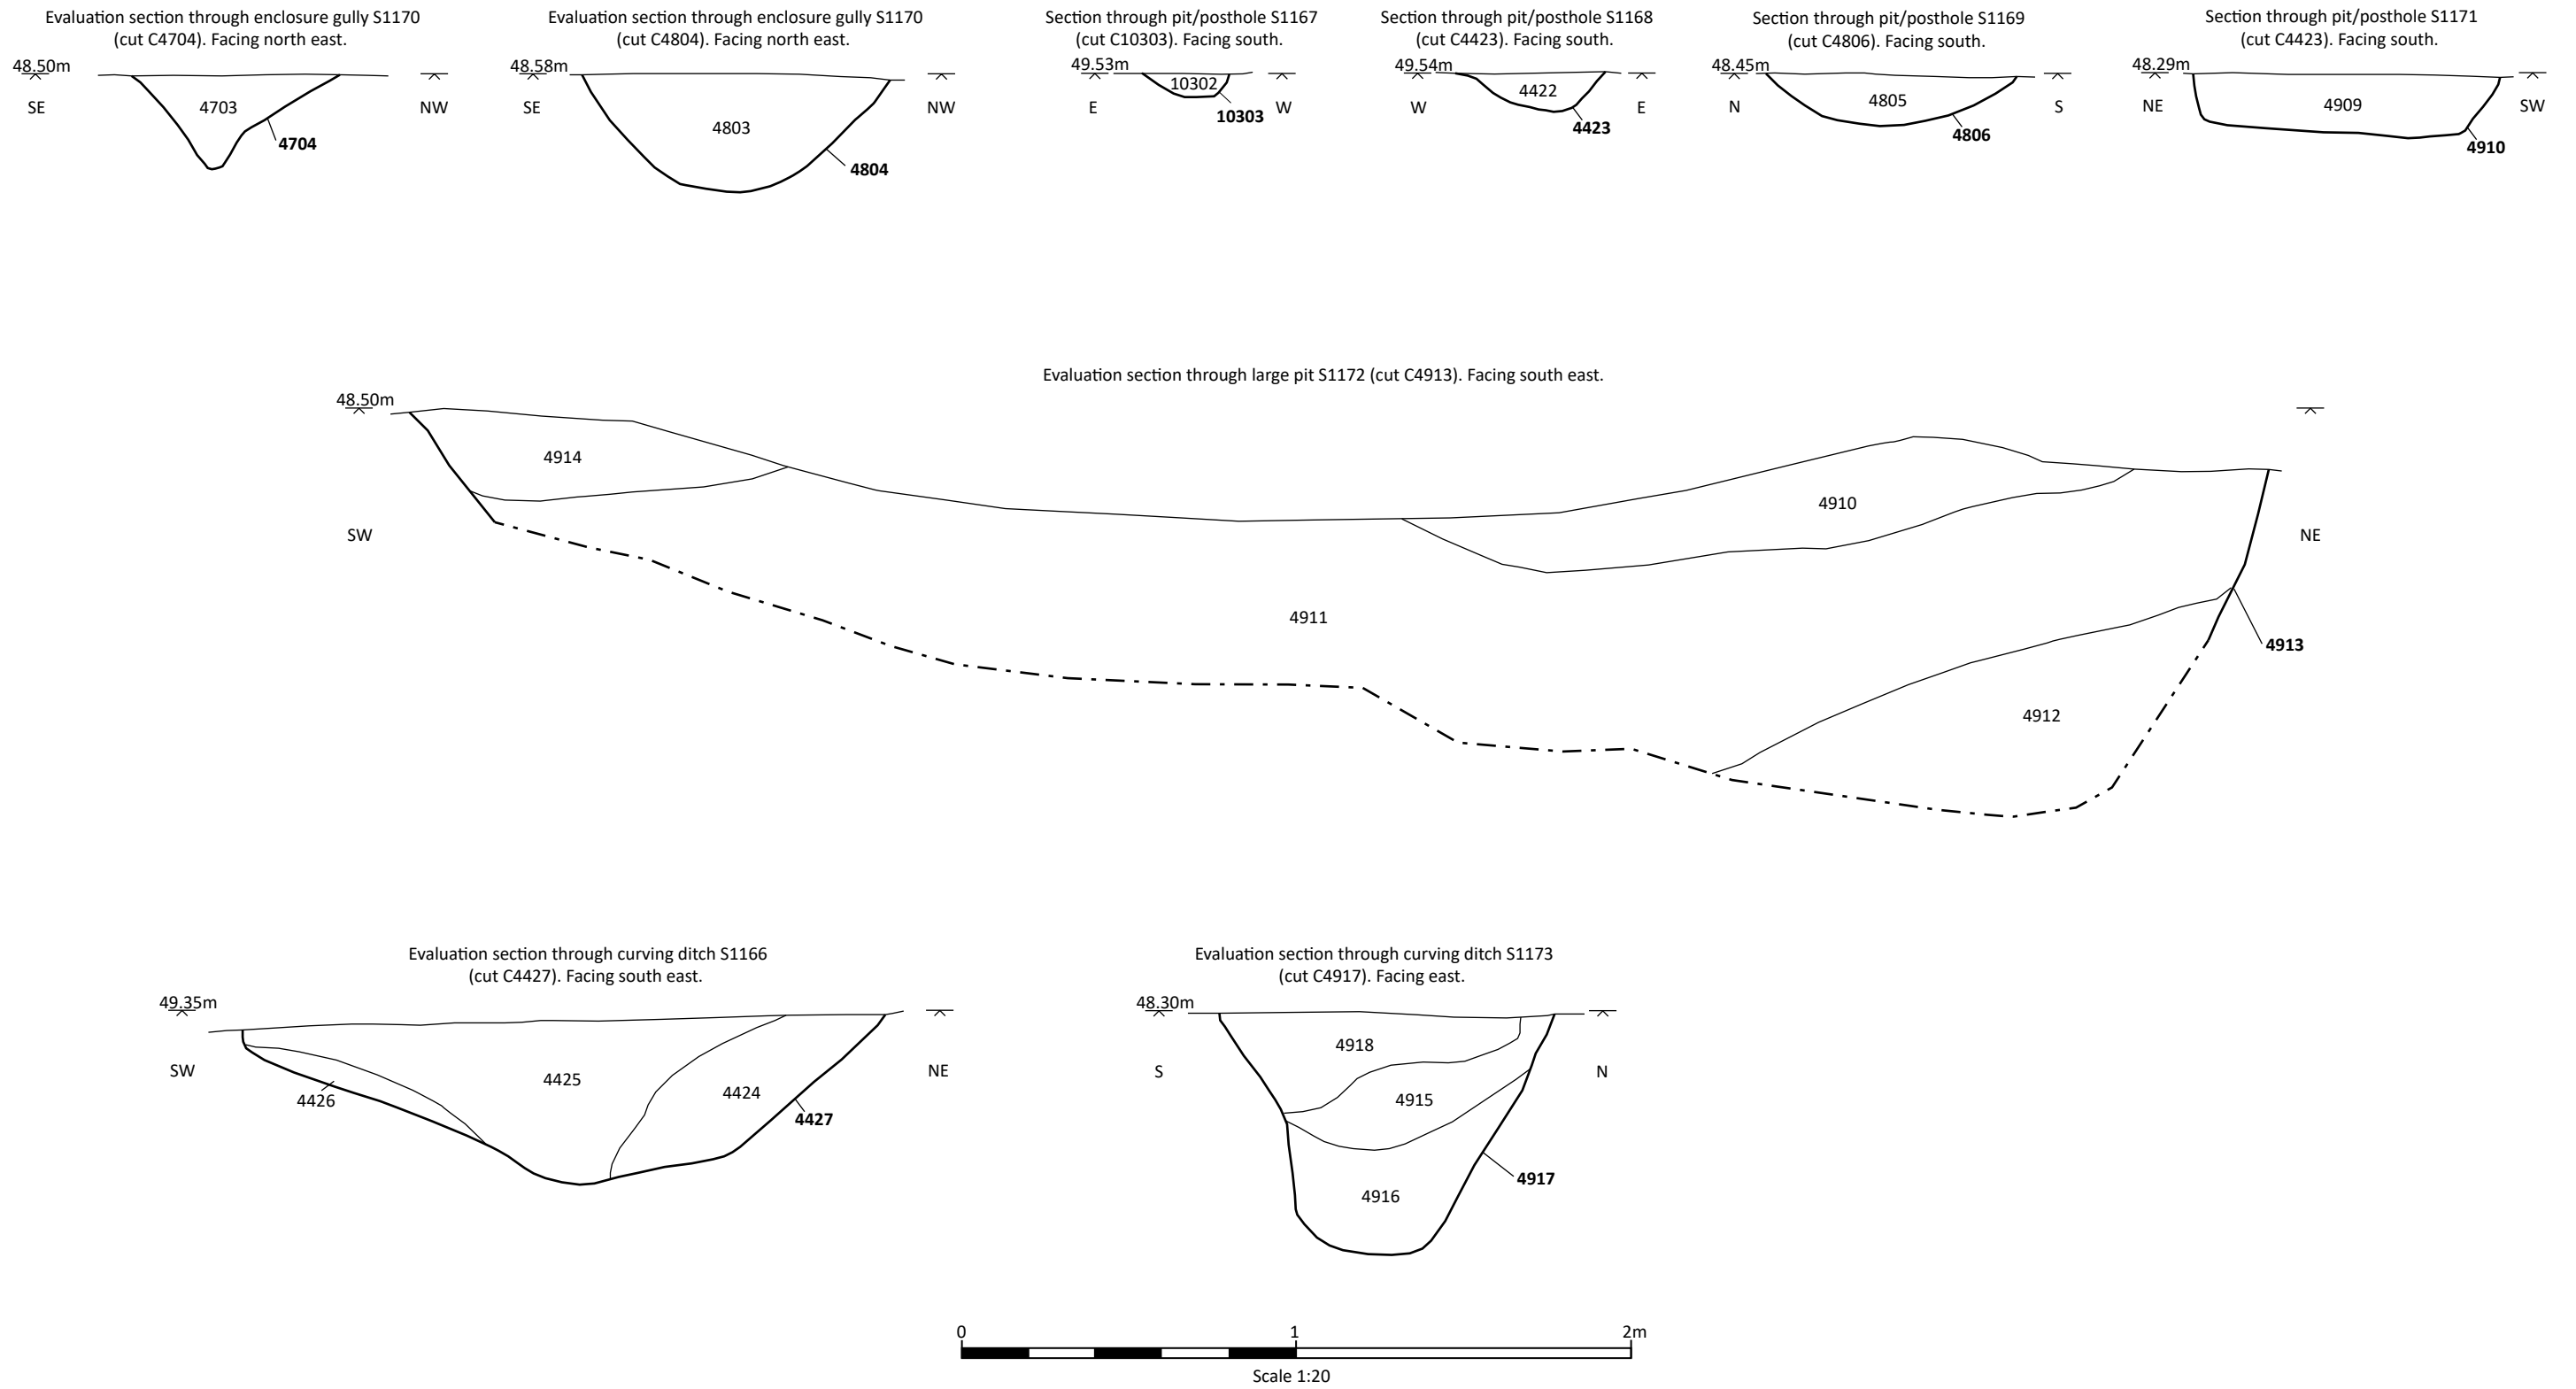 Evaluation section through enclosure gully S1170
(cut C4704). Facing north east.
48.50m
SE
NW
4703
4704
Evaluation section through enclosure gully S1170
(cut C4804). Facing north east.
48.58m
SE
NW
4803
4804
Section through pit/posthole S1167
(cut C10303). Facing south.
49.53m
E
W
10302
10303
Section through pit/posthole S1168
(cut C4423). Facing south.
49.54m
W
E
4422
4423
Section through pit/posthole S1169
(cut C4806). Facing south.
48.45m
N
S
4805
4806
Section through pit/posthole S1171
(cut C4423). Facing south.
48.29m
NE
SW
4909
4910
Evaluation section through large pit S1172 (cut C4913). Facing south east.
48.50m
SW
NE
4914
4910
4911
4913
4912
Evaluation section through curving ditch S1166
(cut C4427). Facing south east.
49.35m
SW
NE
4425
4424
4426
4427
Evaluation section through curving ditch S1173
(cut C4917). Facing east.
48.30m
S
N
4918
4915
4917
4916
0 1 2m
Scale 1:20